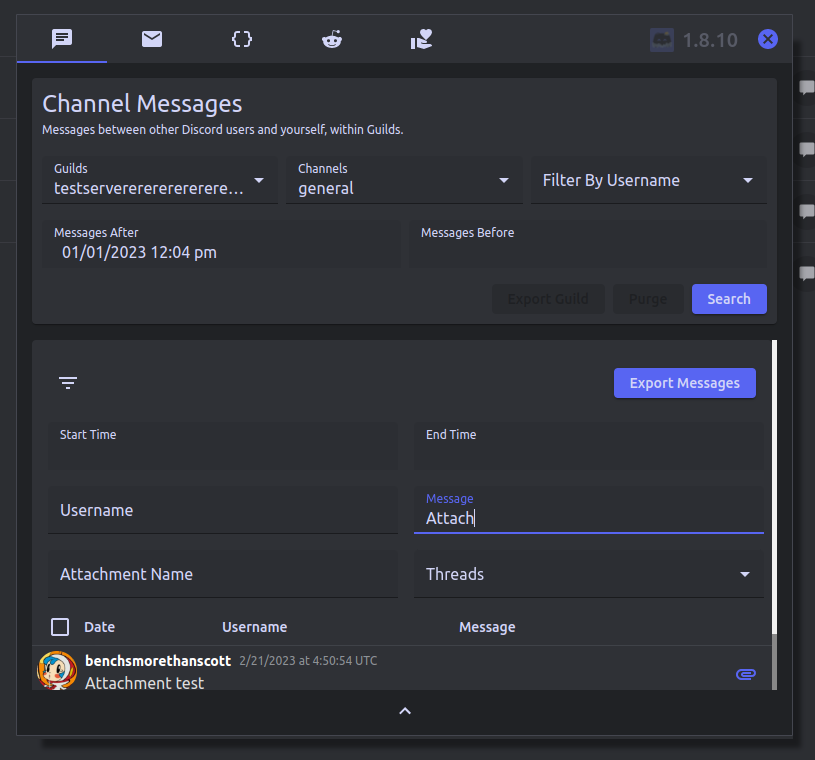 1.8.10
Channel Messages
Messages between other Discord users and yourself, within Guilds.
Guilds
testserverererererererere...
Channels
general
Filter By Username
Messages After
01/01/2023 12:04 pm
Messages Before
Export Guild
Purge
Search
Export Messages
Start Time
End Time
Username
Message
Attach
Attachment Name
Threads
Date Username Message
benchsmorethanscott 2/21/2023 at 4:50:54 UTC
Attachment test